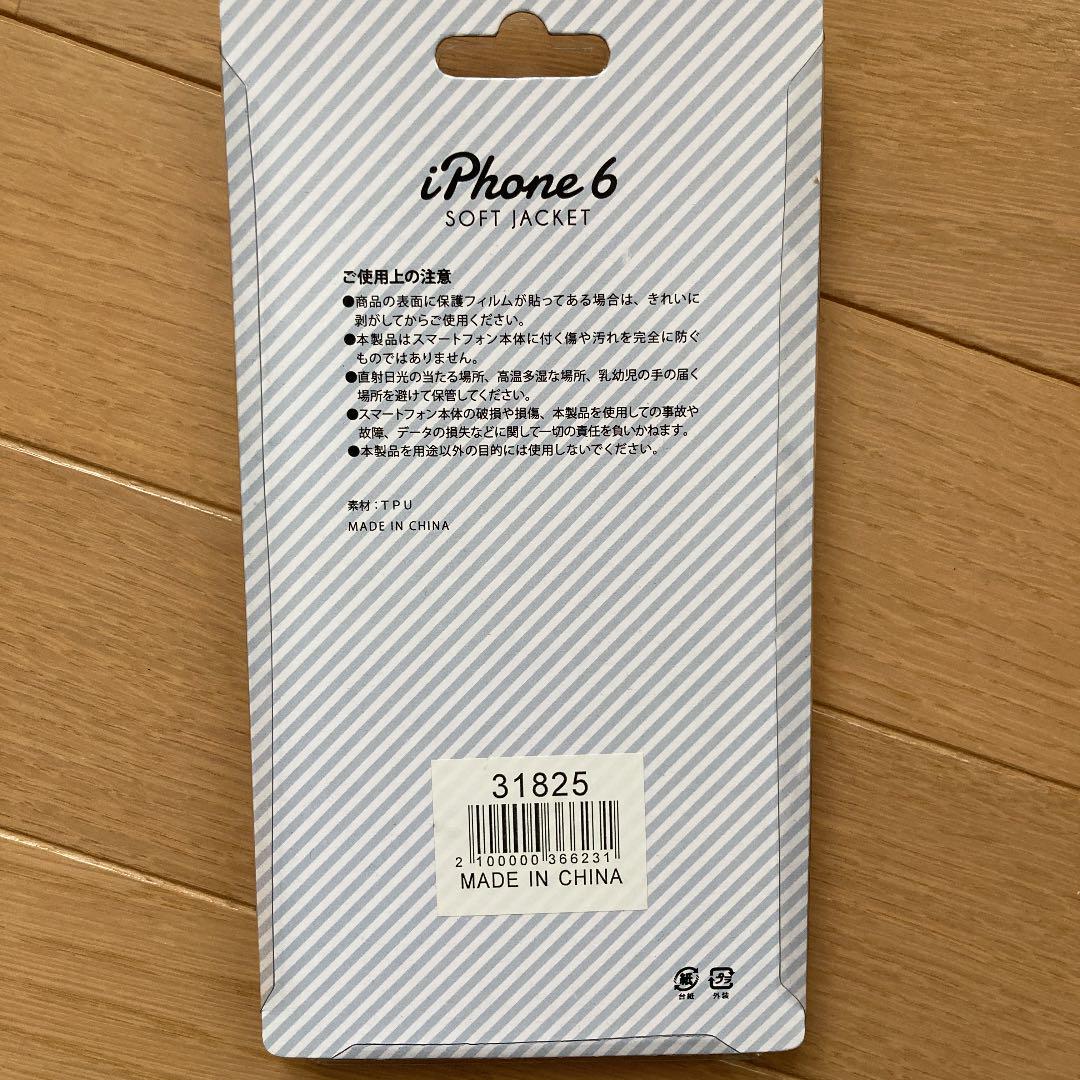 iPhone 6
SOFT JACKET
ご使用上の注意
●商品の表面に保護フィルムが貼ってある場合は、きれいに
剥がしてからご使用ください。
●本製品はスマートフォン本体に付く傷や汚れを完全に防ぐ
ものではありません。
●直射日光の当たる場所、高温多湿な場所、乳幼児の手の届く
場所を避けて保管してください。
●スマートフォン本体の破損や損傷、本製品を使用しての事故や
故障、データの損失などに関して一切の責任を負いかねます。
●本製品を用途以外の目的には使用しないでください。
素材：TPU
MADE IN CHINA
31825
2 100000 366231
MADE IN CHINA
紙 プラ
台紙 外装